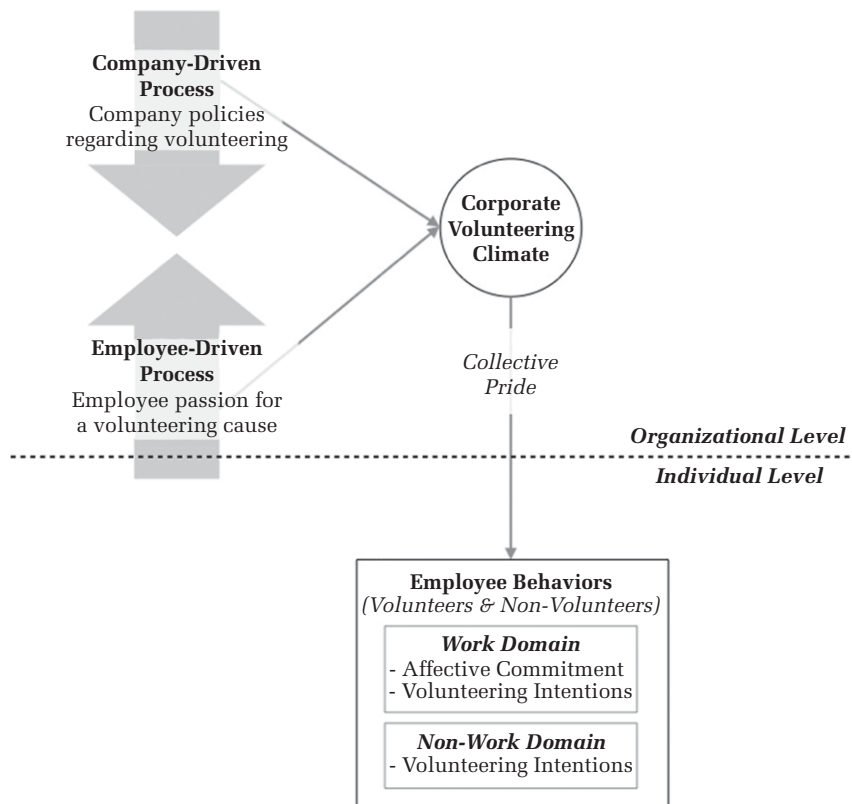 Company-Driven
Process
Company policies
regarding volunteering
Corporate
Volunteering
Climate
Employee-Driven
Process
Employee passion for
a volunteering cause
Collective
Pride
Organizational Level
Individual Level
Employee Behaviors
(Volunteers & Non-Volunteers)
Work Domain
- Affective Commitment
- Volunteering Intentions
Non-Work Domain
- Volunteering Intentions